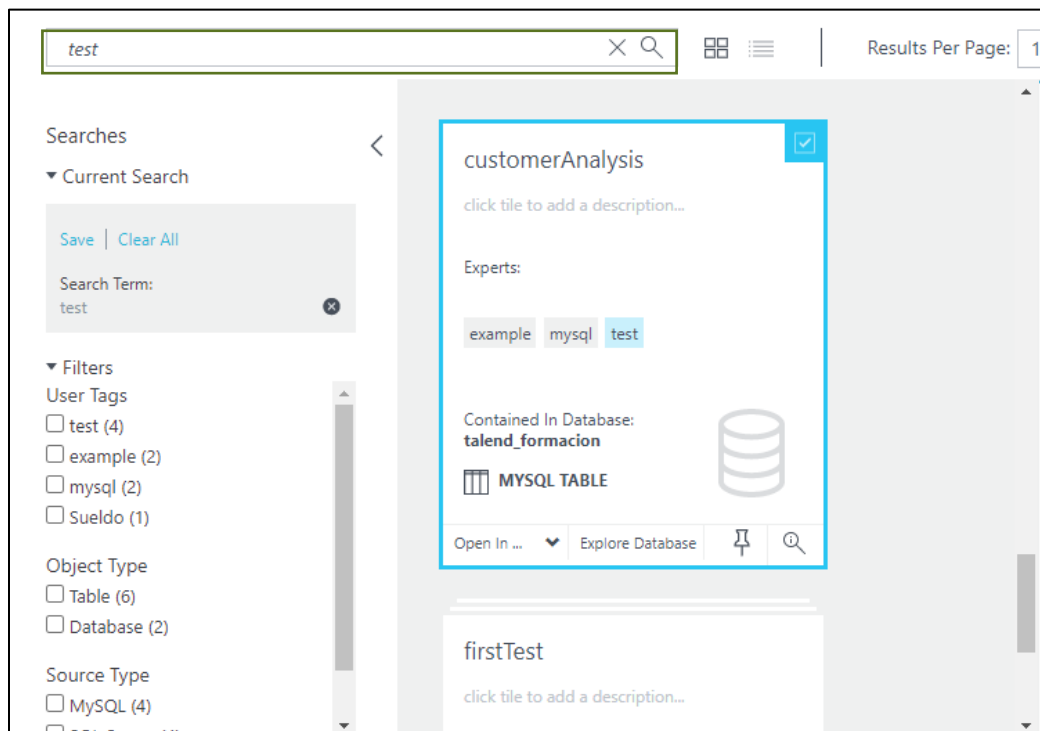 test
Results Per Page: 1
Searches
Current Search
Save | Clear All
Search Term:
test
Filters
User Tags
test (4)
example (2)
mysql (2)
Sueldo (1)
Object Type
Table (6)
Database (2)
Source Type
MySQL (4)
customerAnalysis
click tile to add a description...
Experts:
example mysql test
Contained In Database:
talend_formacion
MYSQL TABLE
Open In ... Explore Database
firstTest
click tile to add a description...